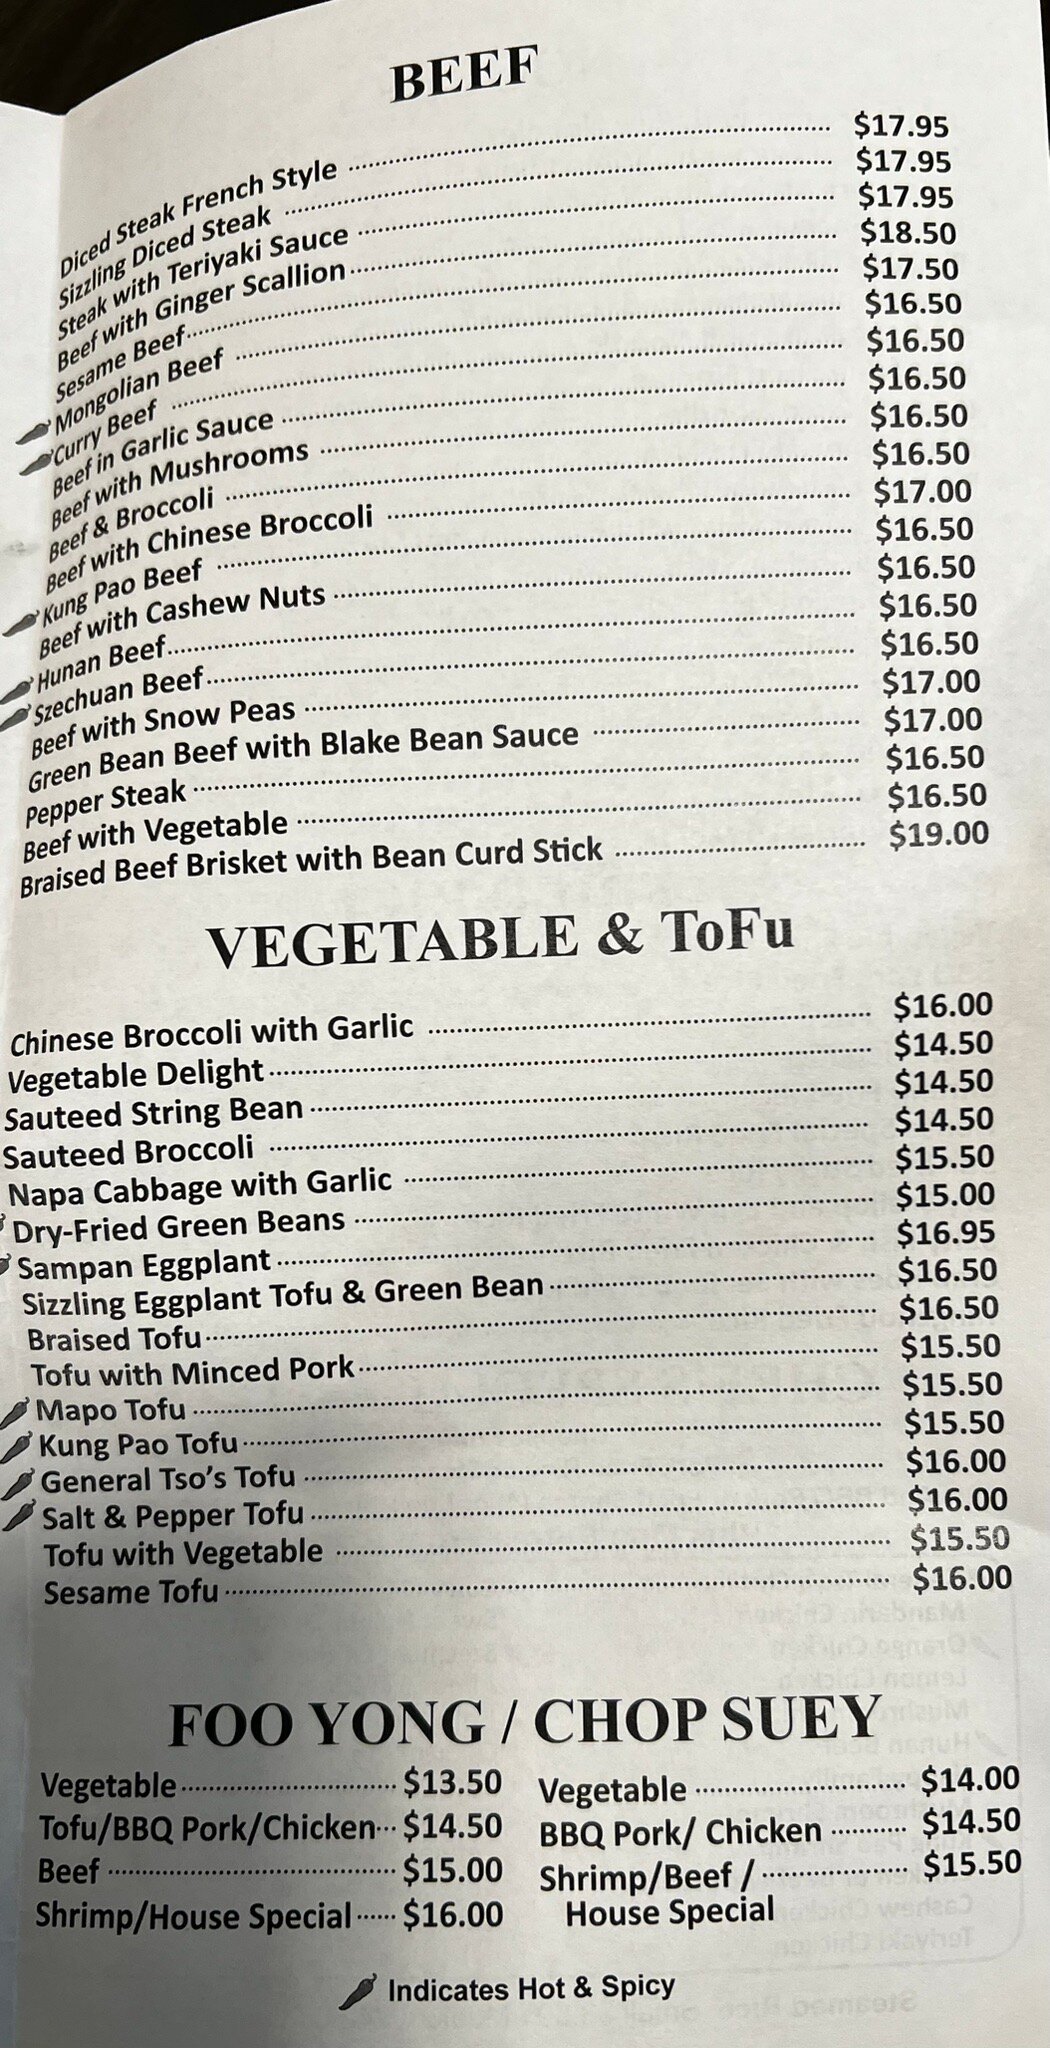 BEEF
Diced Steak French Style $17.95
Sizzling Diced Steak $17.95
Steak with Teriyaki Sauce $17.95
Beef with Ginger Scallion $18.50
Sesame Beef $17.50
Mongolian Beef $16.50
Curry Beef $16.50
Beef in Garlic Sauce $16.50
Beef with Mushrooms $16.50
Beef & Broccoli $16.50
Beef with Chinese Broccoli $17.00
Kung Pao Beef $16.50
Beef with Cashew Nuts $16.50
Hunan Beef $16.50
Szechuan Beef $16.50
Beef with Snow Peas $17.00
Green Bean Beef with Blake Bean Sauce $17.00
Pepper Steak $16.50
Beef with Vegetable $16.50
Braised Beef Brisket with Bean Curd Stick $19.00
VEGETABLE & ToFu
Chinese Broccoli with Garlic $16.00
Vegetable Delight $14.50
Sauteed String Bean $14.50
Sauteed Broccoli $14.50
Napa Cabbage with Garlic $15.50
Dry-Fried Green Beans $15.00
Sampan Eggplant $16.95
Sizzling Eggplant Tofu & Green Bean $16.50
Braised Tofu $16.50
Tofu with Minced Pork $15.50
Mapo Tofu $15.50
Kung Pao Tofu $15.50
General Tso's Tofu $16.00
Salt & Pepper Tofu $16.00
Tofu with Vegetable $15.50
Sesame Tofu $16.00
FOO YONG / CHOP SUEY
Vegetable $13.50
Tofu/BBQ Pork/Chicken $14.50
Beef $15.00
Shrimp/House Special $16.00
Vegetable $14.00
BBQ Pork/ Chicken $14.50
Shrimp/Beef / $15.50
House Special
Indicates Hot & Spicy